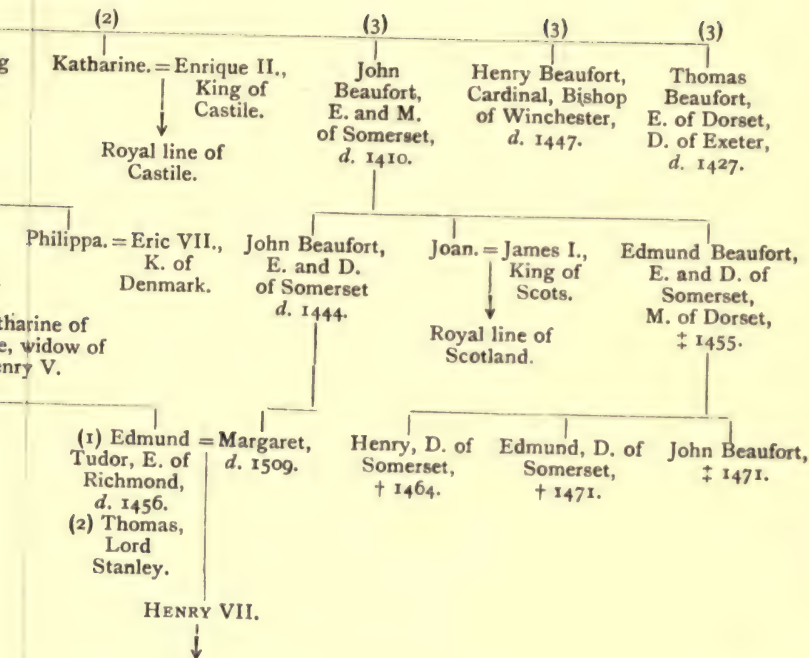 (2)
(3)
(3)
(3)
g
Katharine. = Enrique II.,
King of
Castile.
Royal line of
Castile.
John
Beaufort,
E. and M.
of Somerset,
d. 1410.
Henry Beaufort,
Cardinal, Bishop
of Winchester,
d. 1447.
Thomas
Beaufort,
E. of Dorset,
D. of Exeter,
d. 1427.
Philippa. = Eric VII.,
K. of
Denmark.
John Beaufort,
E. and D.
of Somerset
d. 1444.
Joan. = James I.,
King of
Scots.
Royal line of
Scotland.
Edmund Beaufort,
E. and D. of
Somerset,
M. of Dorset,
‡ 1455.
tharine of
e, widow of
enry V.
(1) Edmund = Margaret,
Tudor, E. of
Richmond,
d. 1456.
(2) Thomas,
Lord
Stanley.
d. 1509.
Henry, D. of
Somerset,
† 1464.
Edmund, D. of
Somerset,
† 1471.
John Beaufort,
‡ 1471.
HENRY VII.